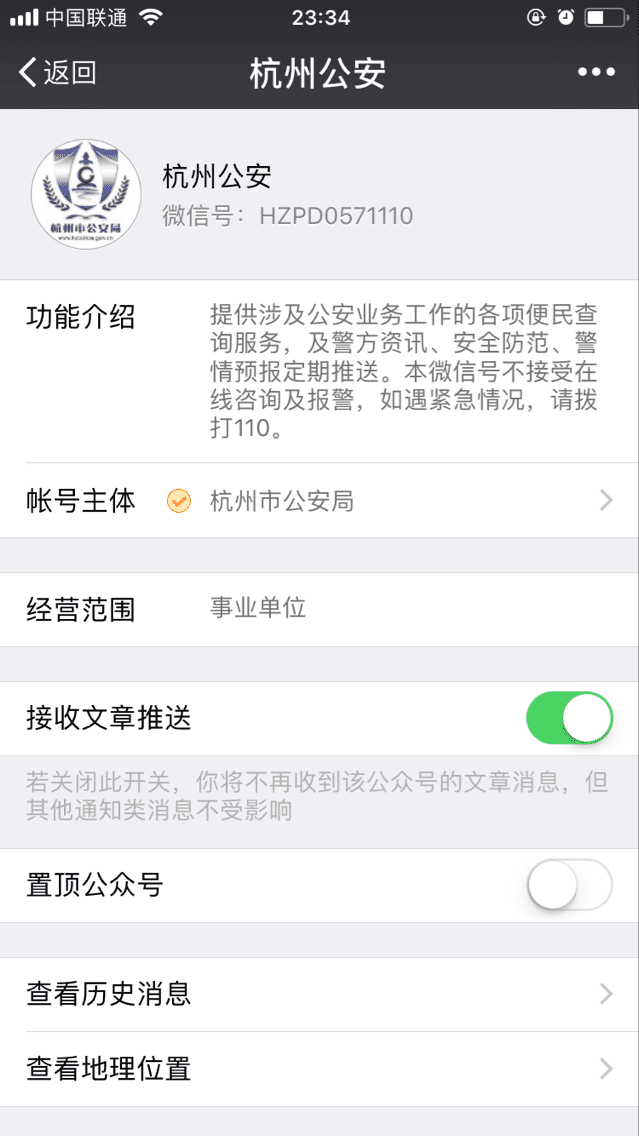 中国联通
23:34
返回
杭州公安
杭州市公安局
杭州公安
微信号：HZPD0571110
功能介绍
提供涉及公安业务工作的各项便民查
询服务，及警方资讯、安全防范、警
情预报定期推送。本微信号不接受在
线咨询及报警，如遇紧急情况，请拨
打110。
帐号主体
杭州市公安局
经营范围
事业单位
接收文章推送
若关闭此开关，你将不再收到该公众号的文章消息，但
其他通知类消息不受影响
置顶公众号
查看历史消息
查看地理位置